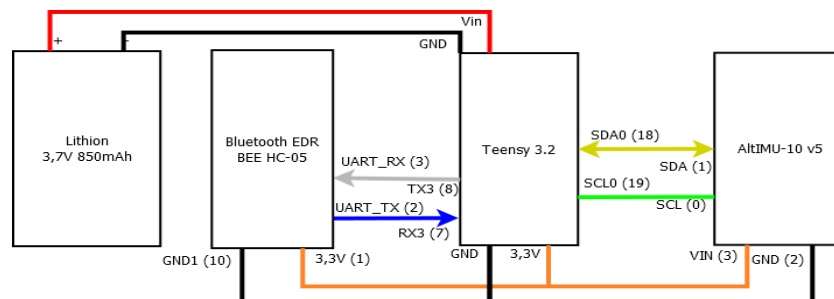 Vin
+
-
GND
Lithion
3,7V 850mAh
Bluetooth EDR
BEE HC-05
Teensy 3.2
AltIMU-10 v5
SDA0 (18)
SDA (1)
UART_RX (3)
TX3 (8)
SCL0 (19)
SCL (0)
UART_TX (2)
RX3 (7)
GND1 (10)
3,3V (1)
GND
3,3V
VIN (3)
GND (2)